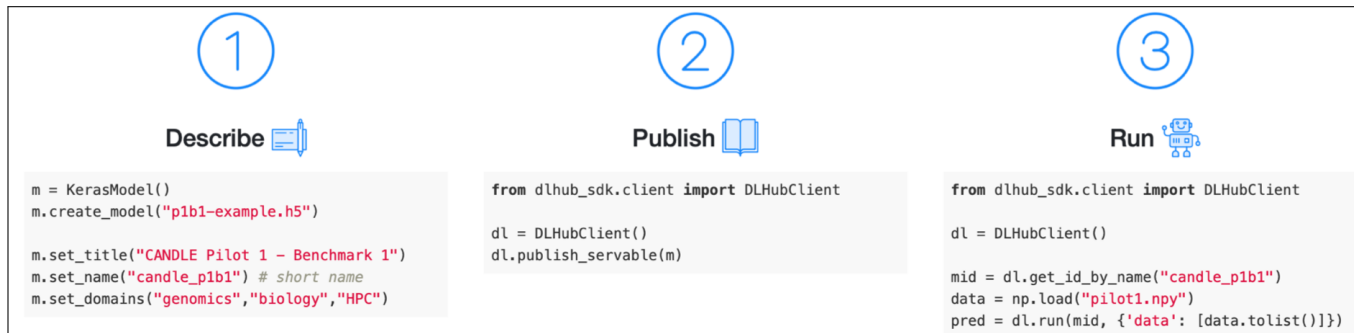 1
Describe
m = KerasModel()
m.create_model("p1b1-example.h5")
m.set_title("CANDLE Pilot 1 - Benchmark 1")
m.set_name("candle_p1b1") # short name
m.set_domains("genomics","biology","HPC")
2
Publish
from dlhub_sdk.client import DLHubClient
dl = DLHubClient()
dl.publish_servable(m)
3
Run
from dlhub_sdk.client import DLHubClient
dl = DLHubClient()
mid = dl.get_id_by_name("candle_p1b1")
data = np.load("pilot1.npy")
pred = dl.run(mid, {'data': [data.tolist()]})